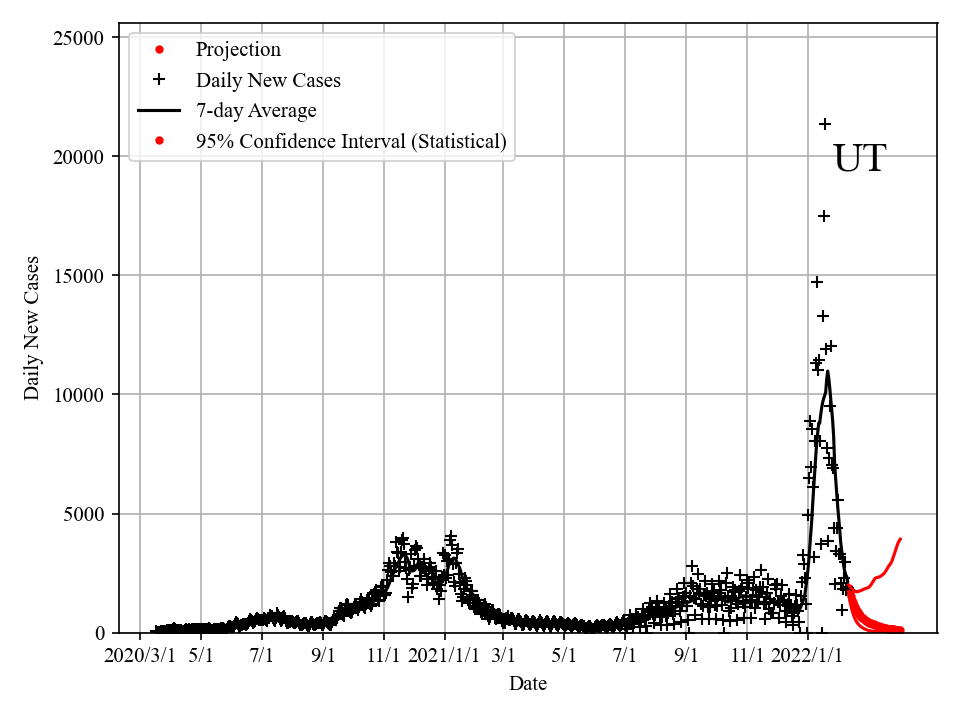 25000
20000
15000
10000
5000
0
Daily New Cases
Projection
Daily New Cases
7-day Average
95% Confidence Interval (Statistical)
UT
2020/3/1 5/1 7/1 9/1 11/1 2021/1/1 3/1 5/1 7/1 9/1 11/1 2022/1/1
Date